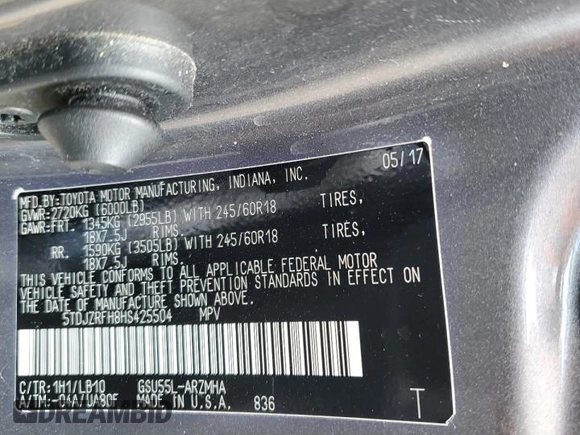 05/17
MFD.BY:TOYOTA MOTOR MANUFACTURING, INDIANA, INC.
GVWR:2720KG (6000LB)
GAWR:FRT. 1345KG (2955LB) WITH 245/60R18 TIRES,
18X7.5J RIMS.
RR. 1590KG (3505LB) WITH 245/60R18 TIRES,
18X7.5J RIMS.
THIS VEHICLE CONFORMS TO ALL APPLICABLE FEDERAL MOTOR
VEHICLE SAFETY AND THEFT PREVENTION STANDARDS IN EFFECT ON
THE DATE OF MANUFACTURE SHOWN ABOVE.
5TDJZRFH8HS425504 MPV
C/TR:1H1/LB10 GSU55L-ARZMHA
A/TM:-04A/UA80F MADE IN U.S.A. 836
T
FREE DEALER HISTORY